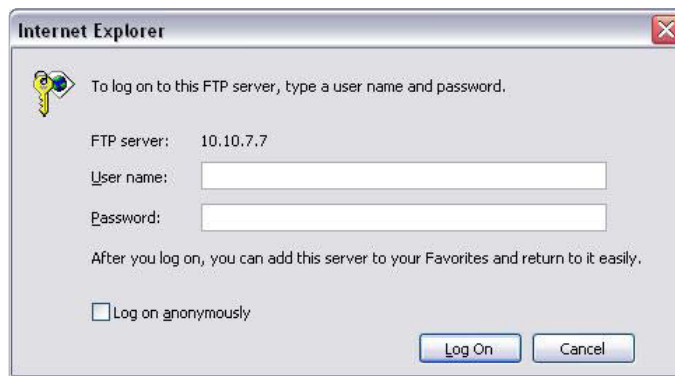 Internet Explorer
To log on to this FTP server, type a user name and password.
FTP server: 10.10.7.7
User name:
Password:
After you log on, you can add this server to your Favorites and return to it easily.
Log on anonymously
Log On Cancel